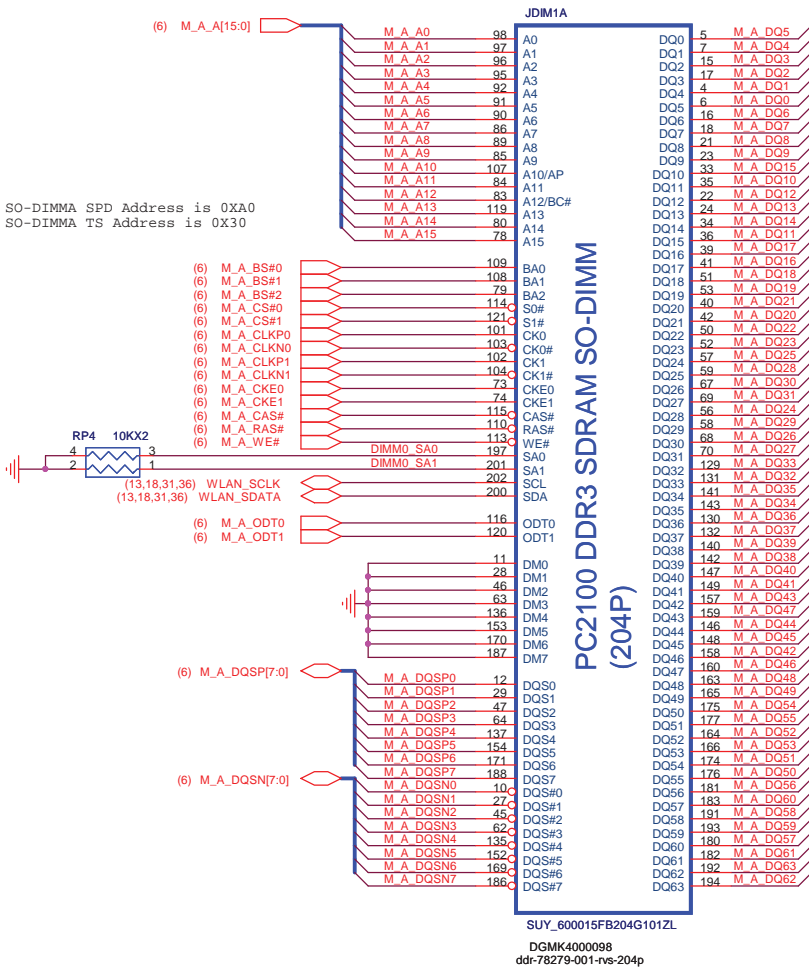 JDIM1A
(6) M_A_A[15:0]
M_A_A0 98 A0
M_A_A1 97 A1
M_A_A2 96 A2
M_A_A3 95 A3
M_A_A4 92 A4
M_A_A5 91 A5
M_A_A6 90 A6
M_A_A7 86 A7
M_A_A8 89 A8
M_A_A9 85 A9
M_A_A10 107 A10/AP
M_A_A11 84 A11
M_A_A12 83 A12/BC#
M_A_A13 119 A13
M_A_A14 80 A14
M_A_A15 78 A15
SO-DIMMA SPD Address is 0XA0
SO-DIMMA TS Address is 0X30
(6) M_A_BS#0 109 BA0
(6) M_A_BS#1 108 BA1
(6) M_A_BS#2 79 BA2
(6) M_A_CS#0 114 S0#
(6) M_A_CS#1 121 S1#
(6) M_A_CLKP0 101 CK0
(6) M_A_CLKN0 103 CK0#
(6) M_A_CLKP1 102 CK1
(6) M_A_CLKN1 104 CK1#
(6) M_A_CKE0 73 CKE0
(6) M_A_CKE1 74 CKE1
(6) M_A_CAS# 115 CAS#
(6) M_A_RAS# 110 RAS#
(6) M_A_WE# 113 WE#
RP4 10KX2
4 3 DIMM0_SA0 197 SA0
2 1 DIMM0_SA1 201 SA1
(13,18,31,36) WLAN_SCLK 202 SCL
(13,18,31,36) WLAN_SDATA 200 SDA
(6) M_A_ODT0 116 ODT0
(6) M_A_ODT1 120 ODT1
11 DM0
28 DM1
46 DM2
63 DM3
136 DM4
153 DM5
170 DM6
187 DM7
(6) M_A_DQSP[7:0]
M_A_DQSP0 12 DQS0
M_A_DQSP1 29 DQS1
M_A_DQSP2 47 DQS2
M_A_DQSP3 64 DQS3
M_A_DQSP4 137 DQS4
M_A_DQSP5 154 DQS5
M_A_DQSP6 171 DQS6
M_A_DQSP7 188 DQS7
(6) M_A_DQSN[7:0]
M_A_DQSN0 10 DQS#0
M_A_DQSN1 27 DQS#1
M_A_DQSN2 45 DQS#2
M_A_DQSN3 62 DQS#3
M_A_DQSN4 135 DQS#4
M_A_DQSN5 152 DQS#5
M_A_DQSN6 169 DQS#6
M_A_DQSN7 186 DQS#7
PC2100 DDR3 SDRAM SO-DIMM
(204P)
DQ0 5 M_A_DQ5
DQ1 7 M_A_DQ4
DQ2 15 M_A_DQ3
DQ3 17 M_A_DQ2
DQ4 4 M_A_DQ1
DQ5 6 M_A_DQ0
DQ6 16 M_A_DQ6
DQ7 18 M_A_DQ7
DQ8 21 M_A_DQ8
DQ9 23 M_A_DQ9
DQ10 33 M_A_DQ15
DQ11 35 M_A_DQ10
DQ12 22 M_A_DQ12
DQ13 24 M_A_DQ13
DQ14 34 M_A_DQ14
DQ15 36 M_A_DQ11
DQ16 39 M_A_DQ17
DQ17 41 M_A_DQ16
DQ18 51 M_A_DQ18
DQ19 53 M_A_DQ19
DQ20 40 M_A_DQ21
DQ21 42 M_A_DQ20
DQ22 50 M_A_DQ22
DQ23 52 M_A_DQ23
DQ24 57 M_A_DQ25
DQ25 59 M_A_DQ28
DQ26 67 M_A_DQ30
DQ27 69 M_A_DQ31
DQ28 56 M_A_DQ24
DQ29 58 M_A_DQ29
DQ30 68 M_A_DQ26
DQ31 70 M_A_DQ27
DQ32 129 M_A_DQ33
DQ33 131 M_A_DQ32
DQ34 141 M_A_DQ35
DQ35 143 M_A_DQ34
DQ36 130 M_A_DQ36
DQ37 132 M_A_DQ37
DQ38 140 M_A_DQ39
DQ39 142 M_A_DQ38
DQ40 147 M_A_DQ40
DQ41 149 M_A_DQ41
DQ42 157 M_A_DQ43
DQ43 159 M_A_DQ47
DQ44 146 M_A_DQ44
DQ45 148 M_A_DQ45
DQ46 158 M_A_DQ42
DQ47 160 M_A_DQ46
DQ48 163 M_A_DQ48
DQ49 165 M_A_DQ49
DQ50 175 M_A_DQ54
DQ51 177 M_A_DQ55
DQ52 164 M_A_DQ52
DQ53 166 M_A_DQ53
DQ54 174 M_A_DQ51
DQ55 176 M_A_DQ50
DQ56 181 M_A_DQ56
DQ57 183 M_A_DQ60
DQ58 191 M_A_DQ58
DQ59 193 M_A_DQ59
DQ60 180 M_A_DQ57
DQ61 182 M_A_DQ61
DQ62 192 M_A_DQ63
DQ63 194 M_A_DQ62
SUY_600015FB204G101ZL
DGMK4000098
ddr-78279-001-rvs-204p